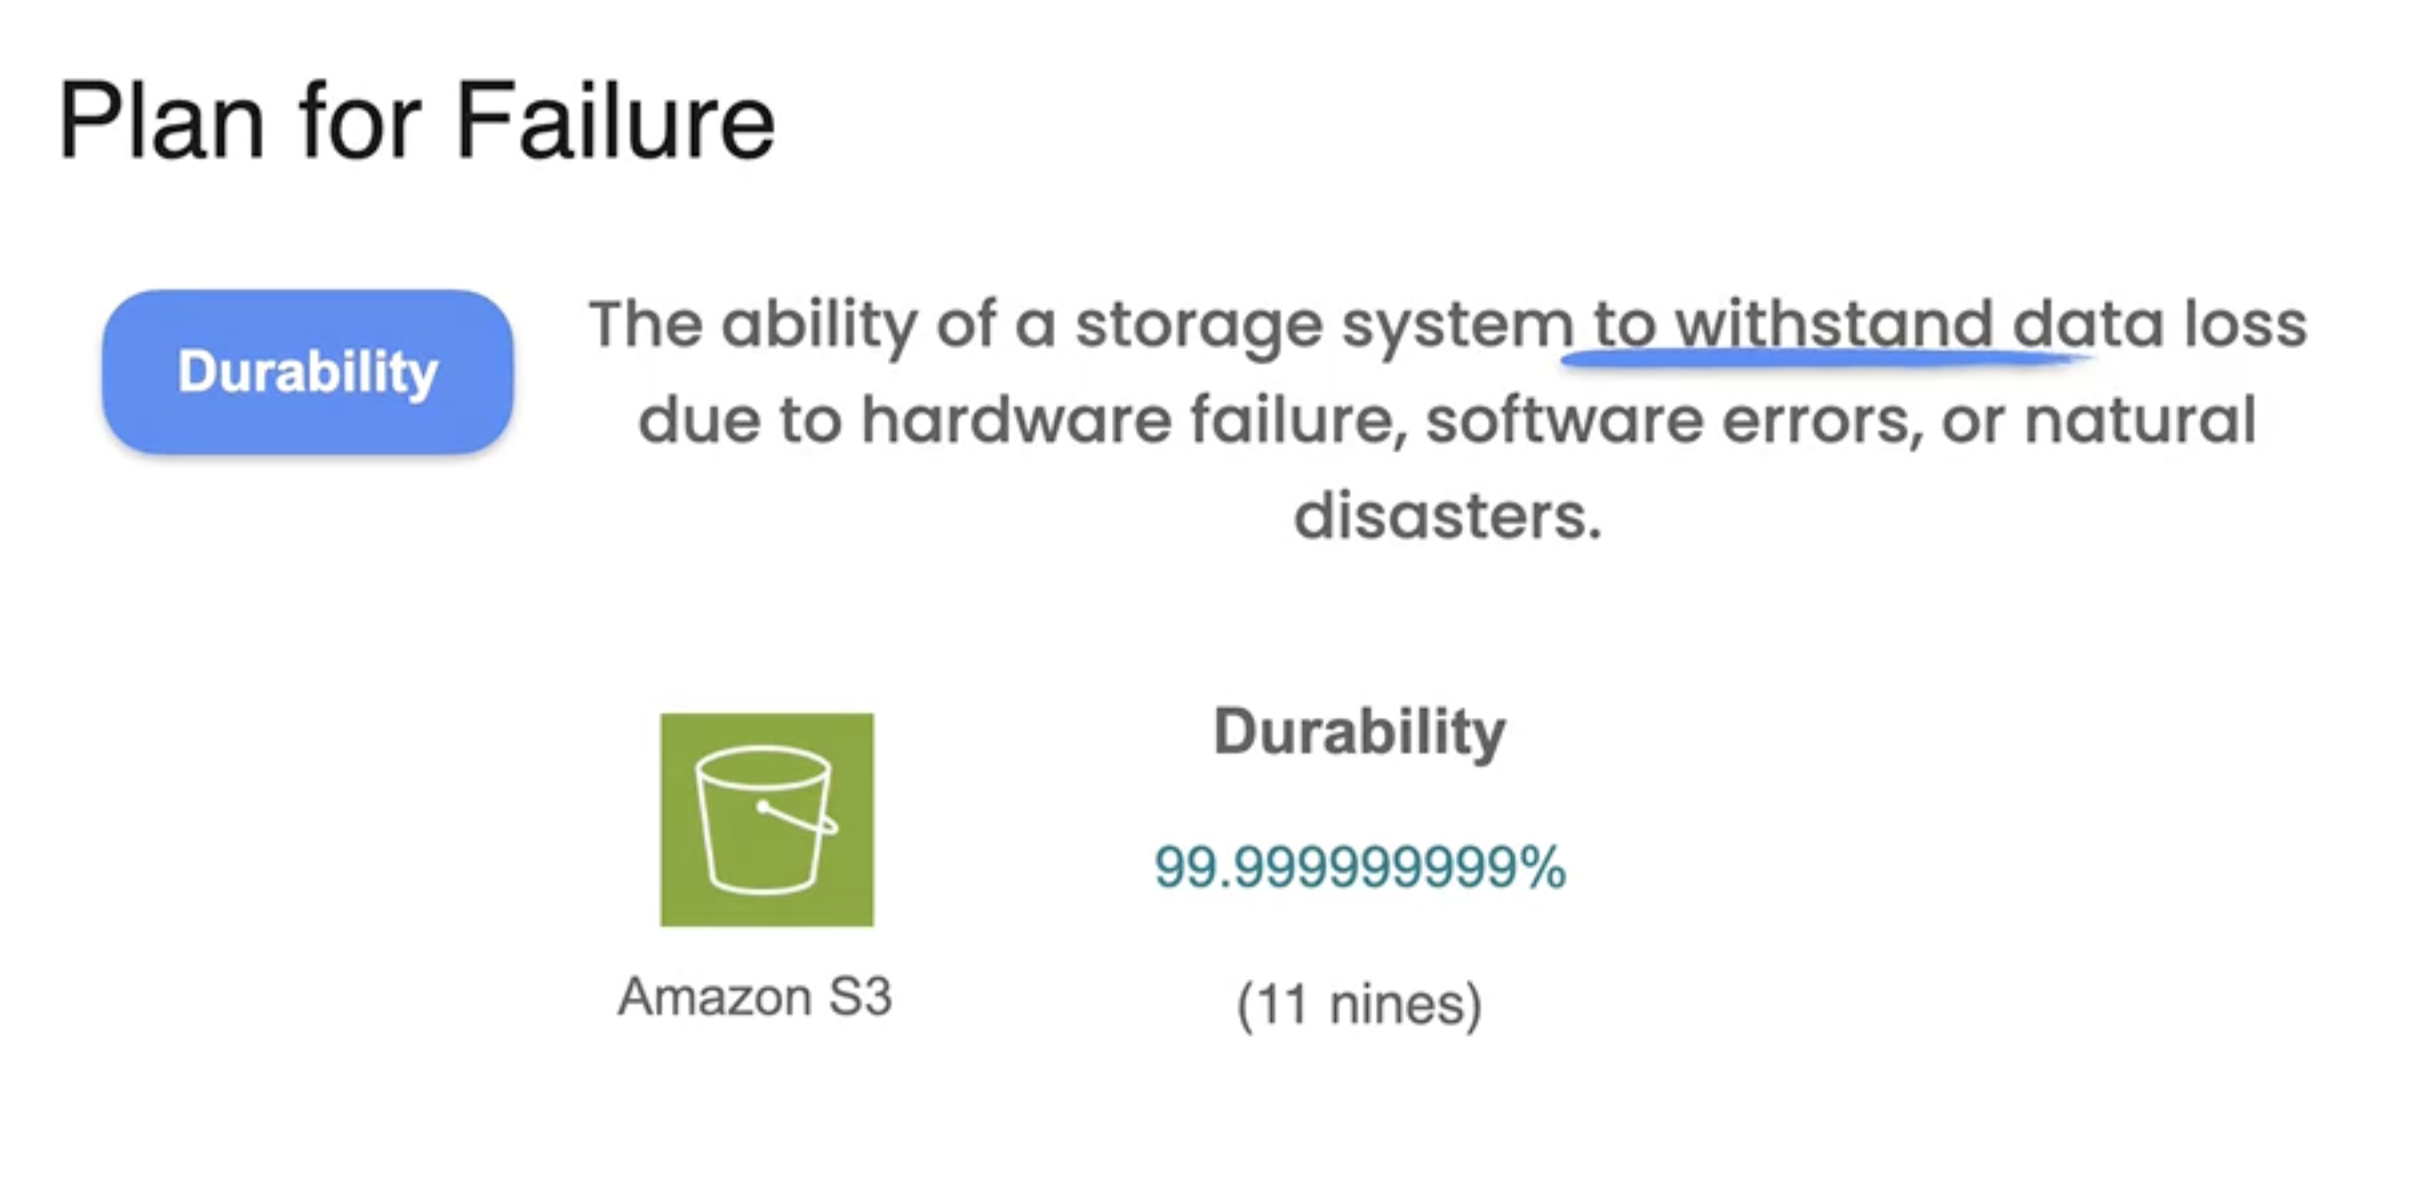 Plan for Failure
Durability
The ability of a storage system to withstand data loss
due to hardware failure, software errors, or natural
disasters.
Durability
99.999999999%
(11 nines)
Amazon S3